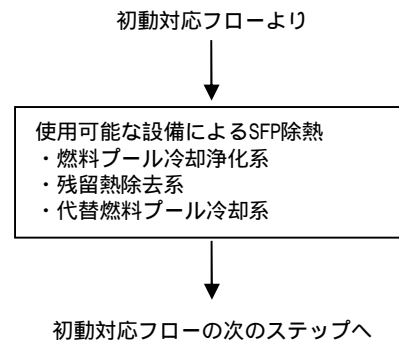 初動対応フローより
使用可能な設備によるSFP除熱
・燃料プール冷却浄化系
・残留熱除去系
・代替燃料プール冷却系
初動対応フローの次のステップへ